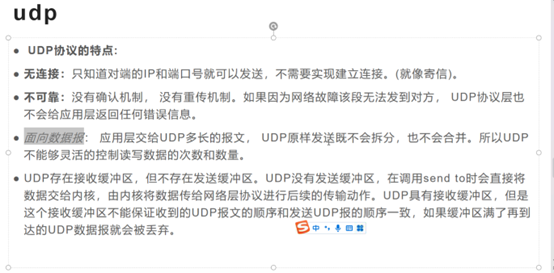 udp
UDP协议的特点：
无连接：只知道对端的IP和端口号就可以发送，不需要实现建立连接。(就像寄信)。
不可靠：没有确认机制， 没有重传机制。如果因为网络故障该段无法发到对方， UDP协议层也
不会给应用层返回任何错误信息。
面向数据报： 应用层交给UDP多长的报文， UDP原样发送既不会拆分，也不会合并。所以UDP
不能够灵活的控制读写数据的次数和数量。
UDP存在接收缓冲区，但不存在发送缓冲区。UDP没有发送缓冲区，在调用send to时会直接将
数据交给内核，由内核将数据传给网络层协议进行后续的传输动作。UDP具有接收缓冲区，但是
这个接收缓冲区不能保证收到的UDP报文的顺序和发送UDP报的顺序一致，如果缓冲区满了再到
达的UDP数据报就会被丢弃。
S 中